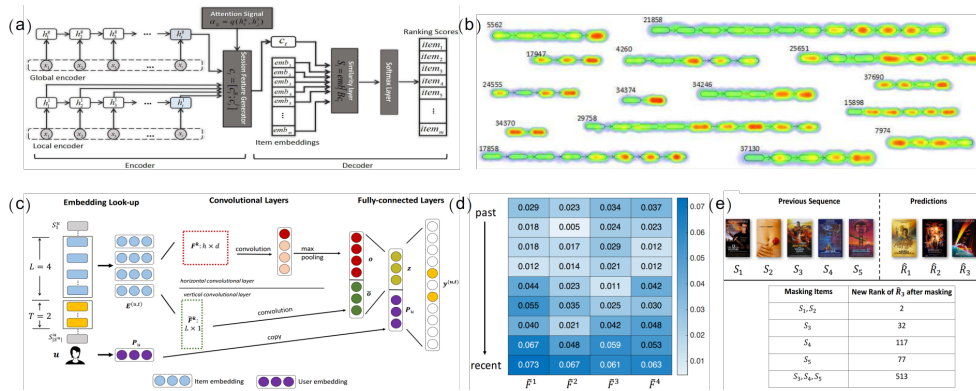 (a)
Attention Signal
Ranking Scores
Global encoder
Session Feature Generator
Similarity layer
Softmax Layer
item₁
item₂
item₃
item₄
item₅
⋮
itemₘ
Local encoder
Item embeddings
Encoder
Decoder
(b)
5562
21858
17947
4260
25651
24555
34374
34246
37690
15898
34370
29758
7974
17858
37130
(c)
Embedding Look-up
Convolutional Layers
Fully-connected Layers
L = 4
T = 2
Fᵏ: h × d
convolution
max pooling
horizontal convolutional layer
vertical convolutional layer
F̃ᵏ: L × 1
convolution
copy
o
õ
z
Pᵤ
y⁽ᵘ,ᵗ⁾
E⁽ᵘ,ᵗ⁾
u
Pᵤ
Item embedding
User embedding
(d)
past
recent
0.029 0.023 0.034 0.037
0.018 0.005 0.024 0.023
0.018 0.017 0.029 0.012
0.012 0.014 0.021 0.012
0.044 0.023 0.011 0.042
0.055 0.035 0.025 0.030
0.040 0.021 0.042 0.048
0.067 0.048 0.059 0.053
0.073 0.067 0.061 0.063
F̃¹ F̃² F̃³ F̃⁴
0.07
0.06
0.05
0.04
0.03
0.02
0.01
(e)
Previous Sequence
Predictions
S₁ S₂ S₃ S₄ S₅ R̂₁ R̂₂ R̂₃
Masking Items New Rank of R̂₃ after masking
S₁, S₂ 2
S₃ 32
S₄ 117
S₅ 77
S₃, S₄, S₅ 513